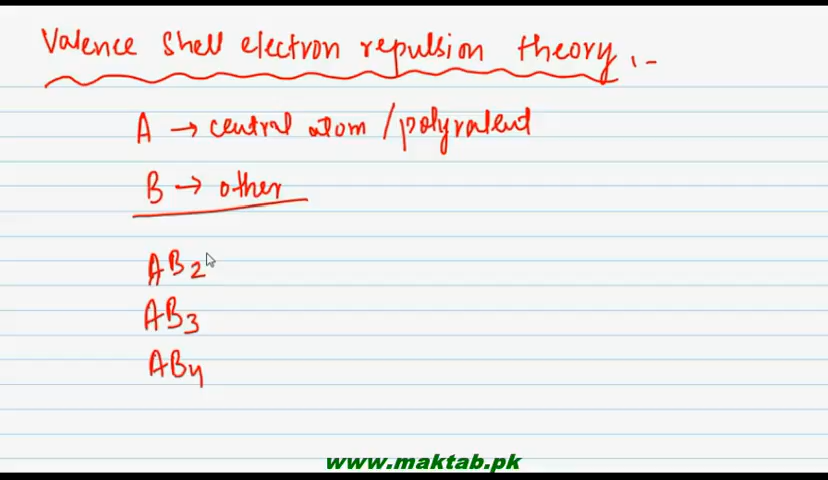 Valence shell electron repulsion theory :-
A → central atom / polyvalent
B → other
AB2
AB3
AB4
www.maktab.pk